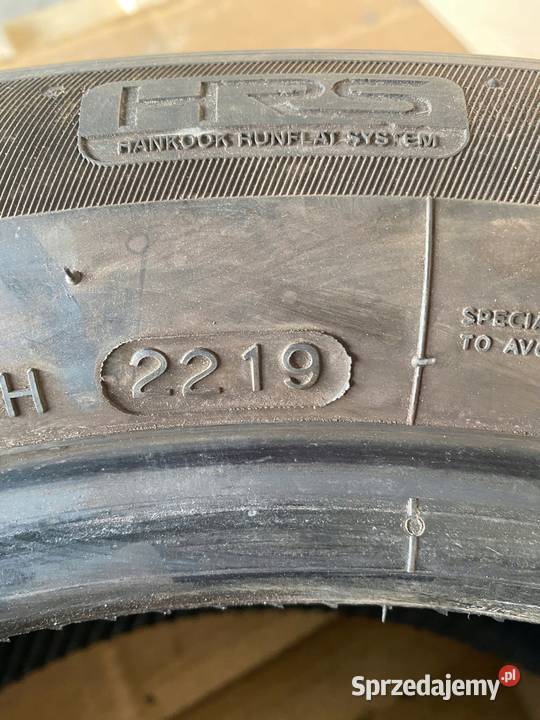 HRS
HANKOOK RUNFLAT SYSTEM
SPECIA
TO AVO
H 2219
Sprzedajemy.pl